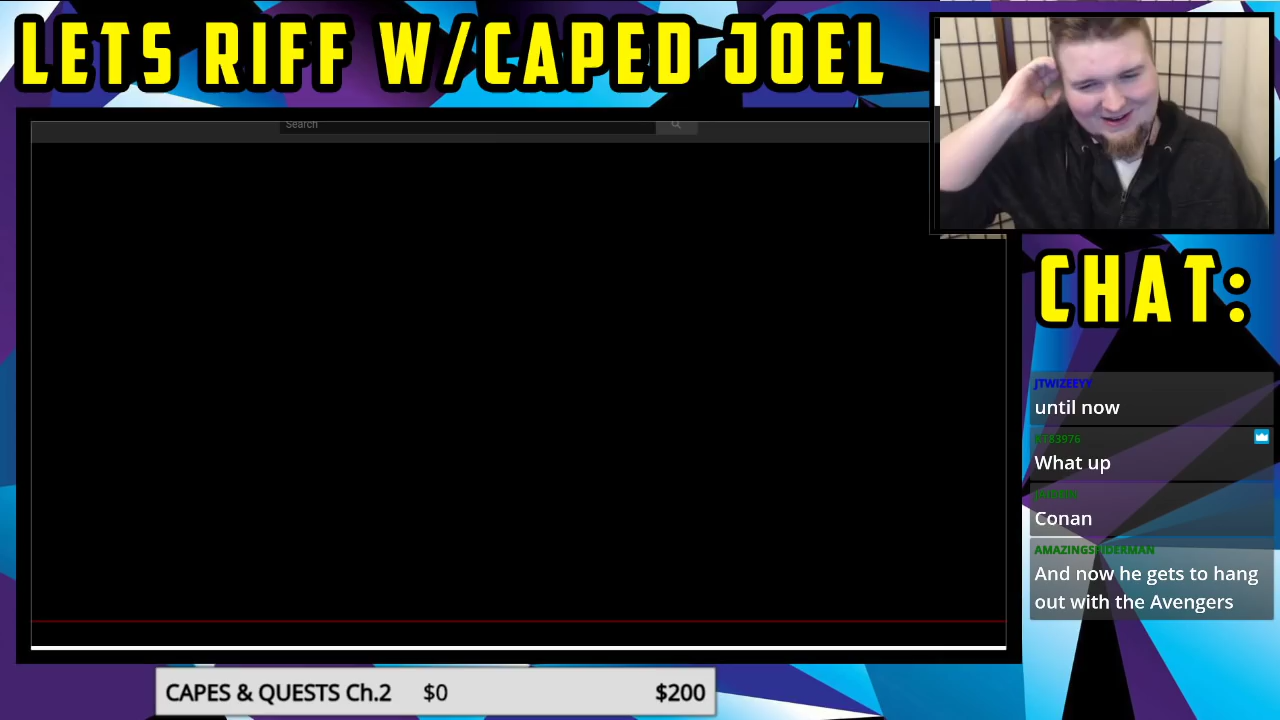 LETS RIFF W/CAPED JOEL
Search
CHAT:
JTWIZEEYY
until now
What up
Conan
AMAZINGSPIDERMAN
And now he gets to hang
out with the Avengers
CAPES & QUESTS Ch.2 $0 $200